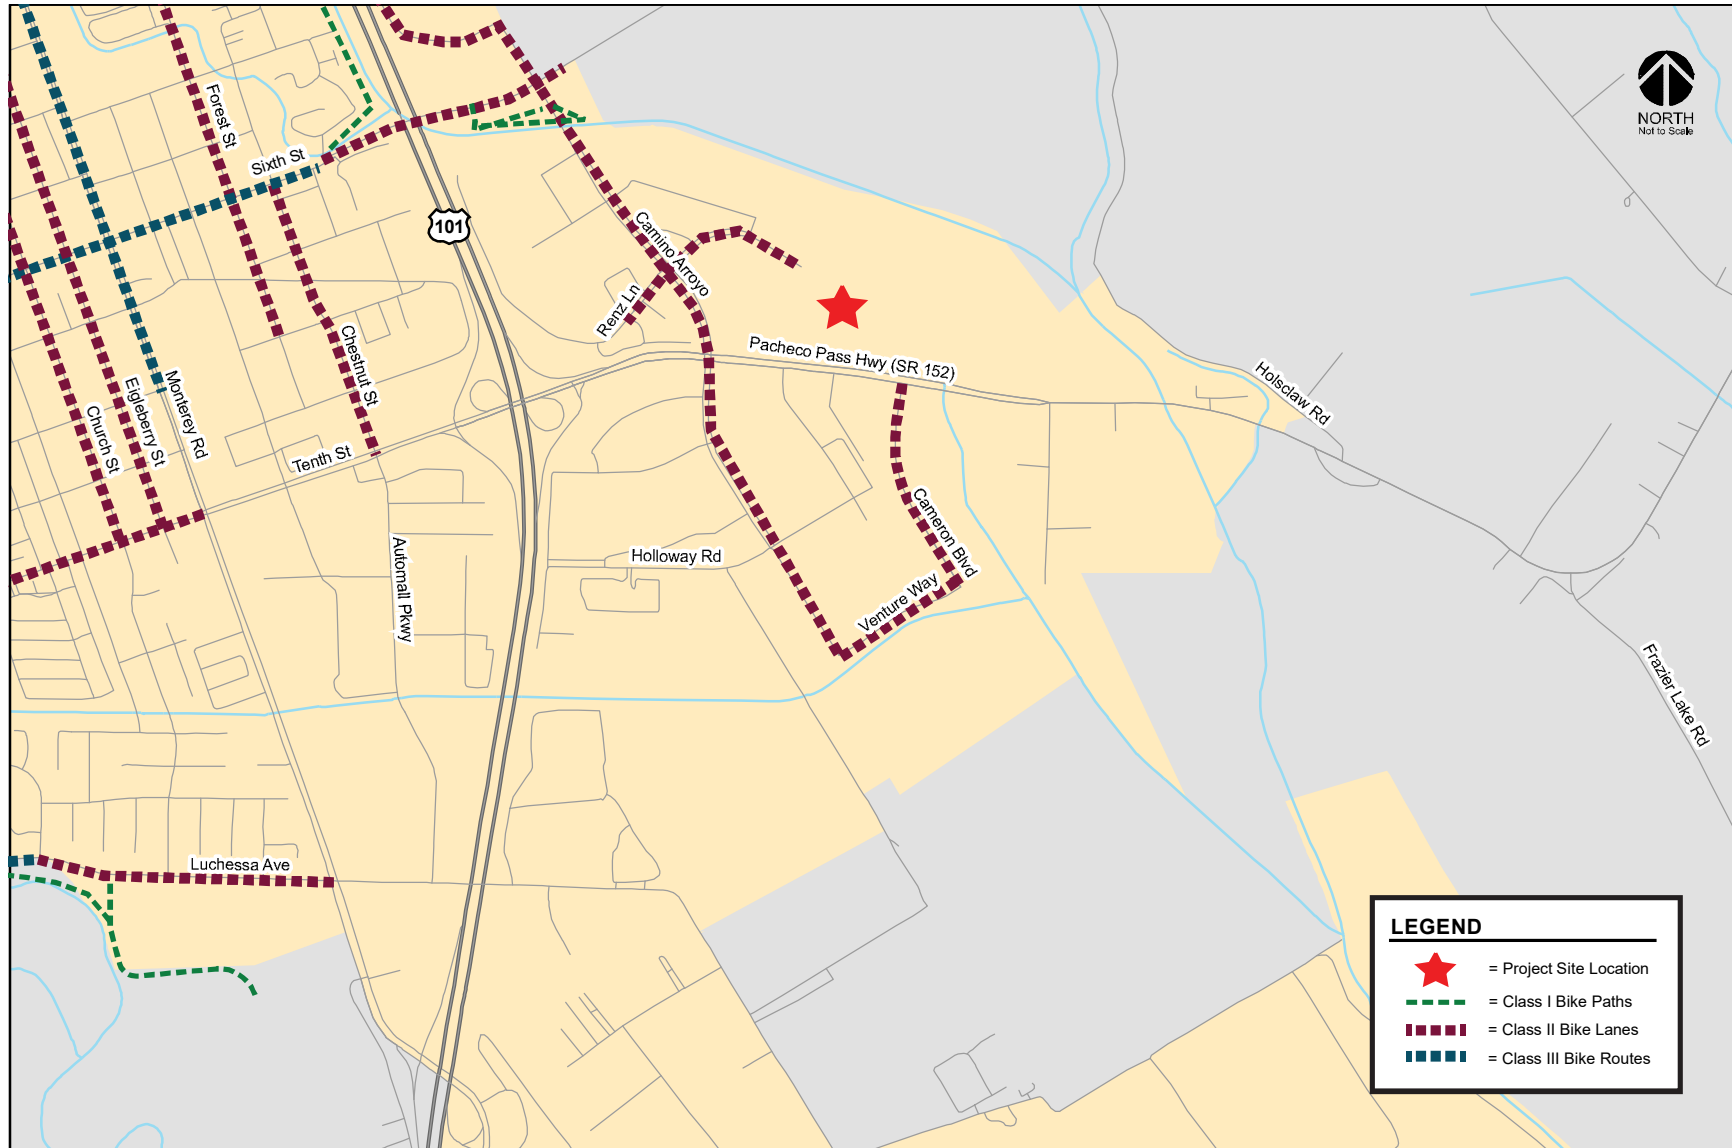 NORTH
Not to Scale
Forest St
Sixth St
101
Camino Arroyo
Renz Ln
Pacheco Pass Hwy (SR 152)
Holsclaw Rd
Chestnut St
Monterey Rd
Eigleberry St
Church St
Tenth St
Automall Pkwy
Holloway Rd
Cameron Blvd
Venture Way
Frazier Lake Rd
Luchessa Ave
LEGEND
= Project Site Location
= Class I Bike Paths
= Class II Bike Lanes
= Class III Bike Routes